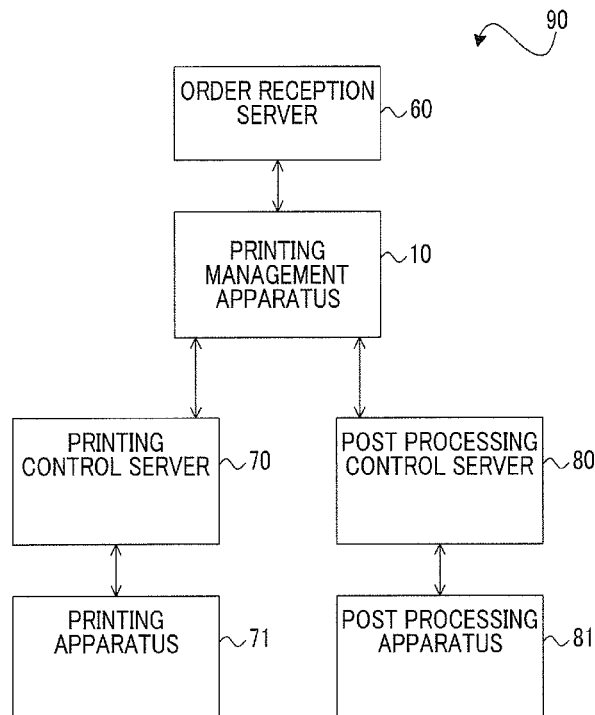 90
ORDER RECEPTION
SERVER
60
PRINTING
MANAGEMENT
APPARATUS
10
PRINTING
CONTROL SERVER
70
POST PROCESSING
CONTROL SERVER
80
PRINTING
APPARATUS
71
POST PROCESSING
APPARATUS
81